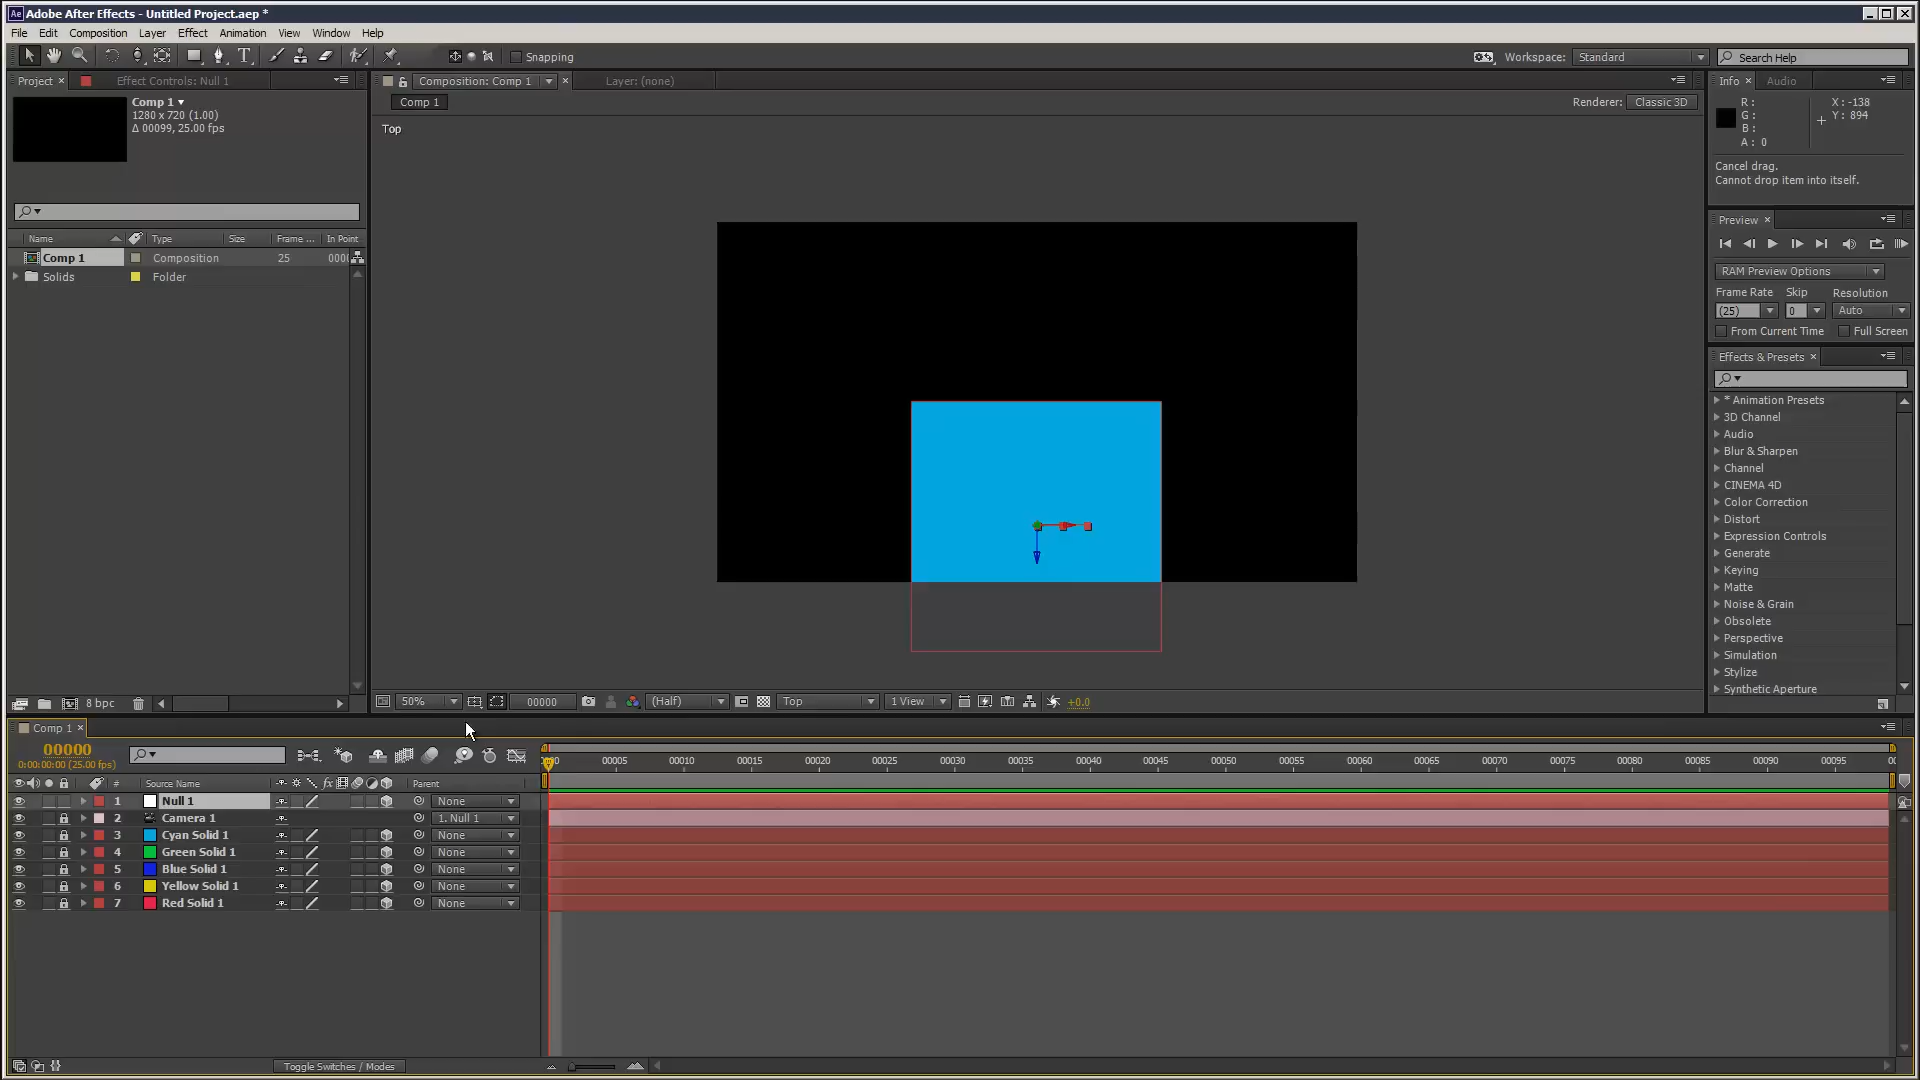 Ae Adobe After Effects - Untitled Project.aep *
File Edit Composition Layer Effect Animation View Window Help
Snapping
Workspace: Standard
Search Help
Project
Effect Controls: Null 1
Comp 1
1280 x 720 (1.00)
Δ 00099, 25.00 fps
Name Type Size Frame ... In Point
Comp 1 Composition 25
Solids Folder
8 bpc
Composition: Comp 1
Layer: (none)
Comp 1
Renderer: Classic 3D
Top
50% 00000 (Half) Top 1 View +0.0
Info Audio
R: X: -138
G: Y: 894
B:
A: 0
Cancel drag.
Cannot drop item into itself.
Preview
RAM Preview Options
Frame Rate Skip Resolution
(25) 0 Auto
From Current Time Full Screen
Effects & Presets
* Animation Presets
3D Channel
Audio
Blur & Sharpen
Channel
CINEMA 4D
Color Correction
Distort
Expression Controls
Generate
Keying
Matte
Noise & Grain
Obsolete
Perspective
Simulation
Stylize
Synthetic Aperture
Comp 1
00000
0:00:00:00 (25.00 fps)
00005 00010 00015 00020 00025 00030 00035 00040 00045 00050 00055 00060 00065 00070 00075 00080 00085 00090 00095
# Source Name fx Parent
1 Null 1 None
2 Camera 1 1. Null 1
3 Cyan Solid 1 None
4 Green Solid 1 None
5 Blue Solid 1 None
6 Yellow Solid 1 None
7 Red Solid 1 None
Toggle Switches / Modes